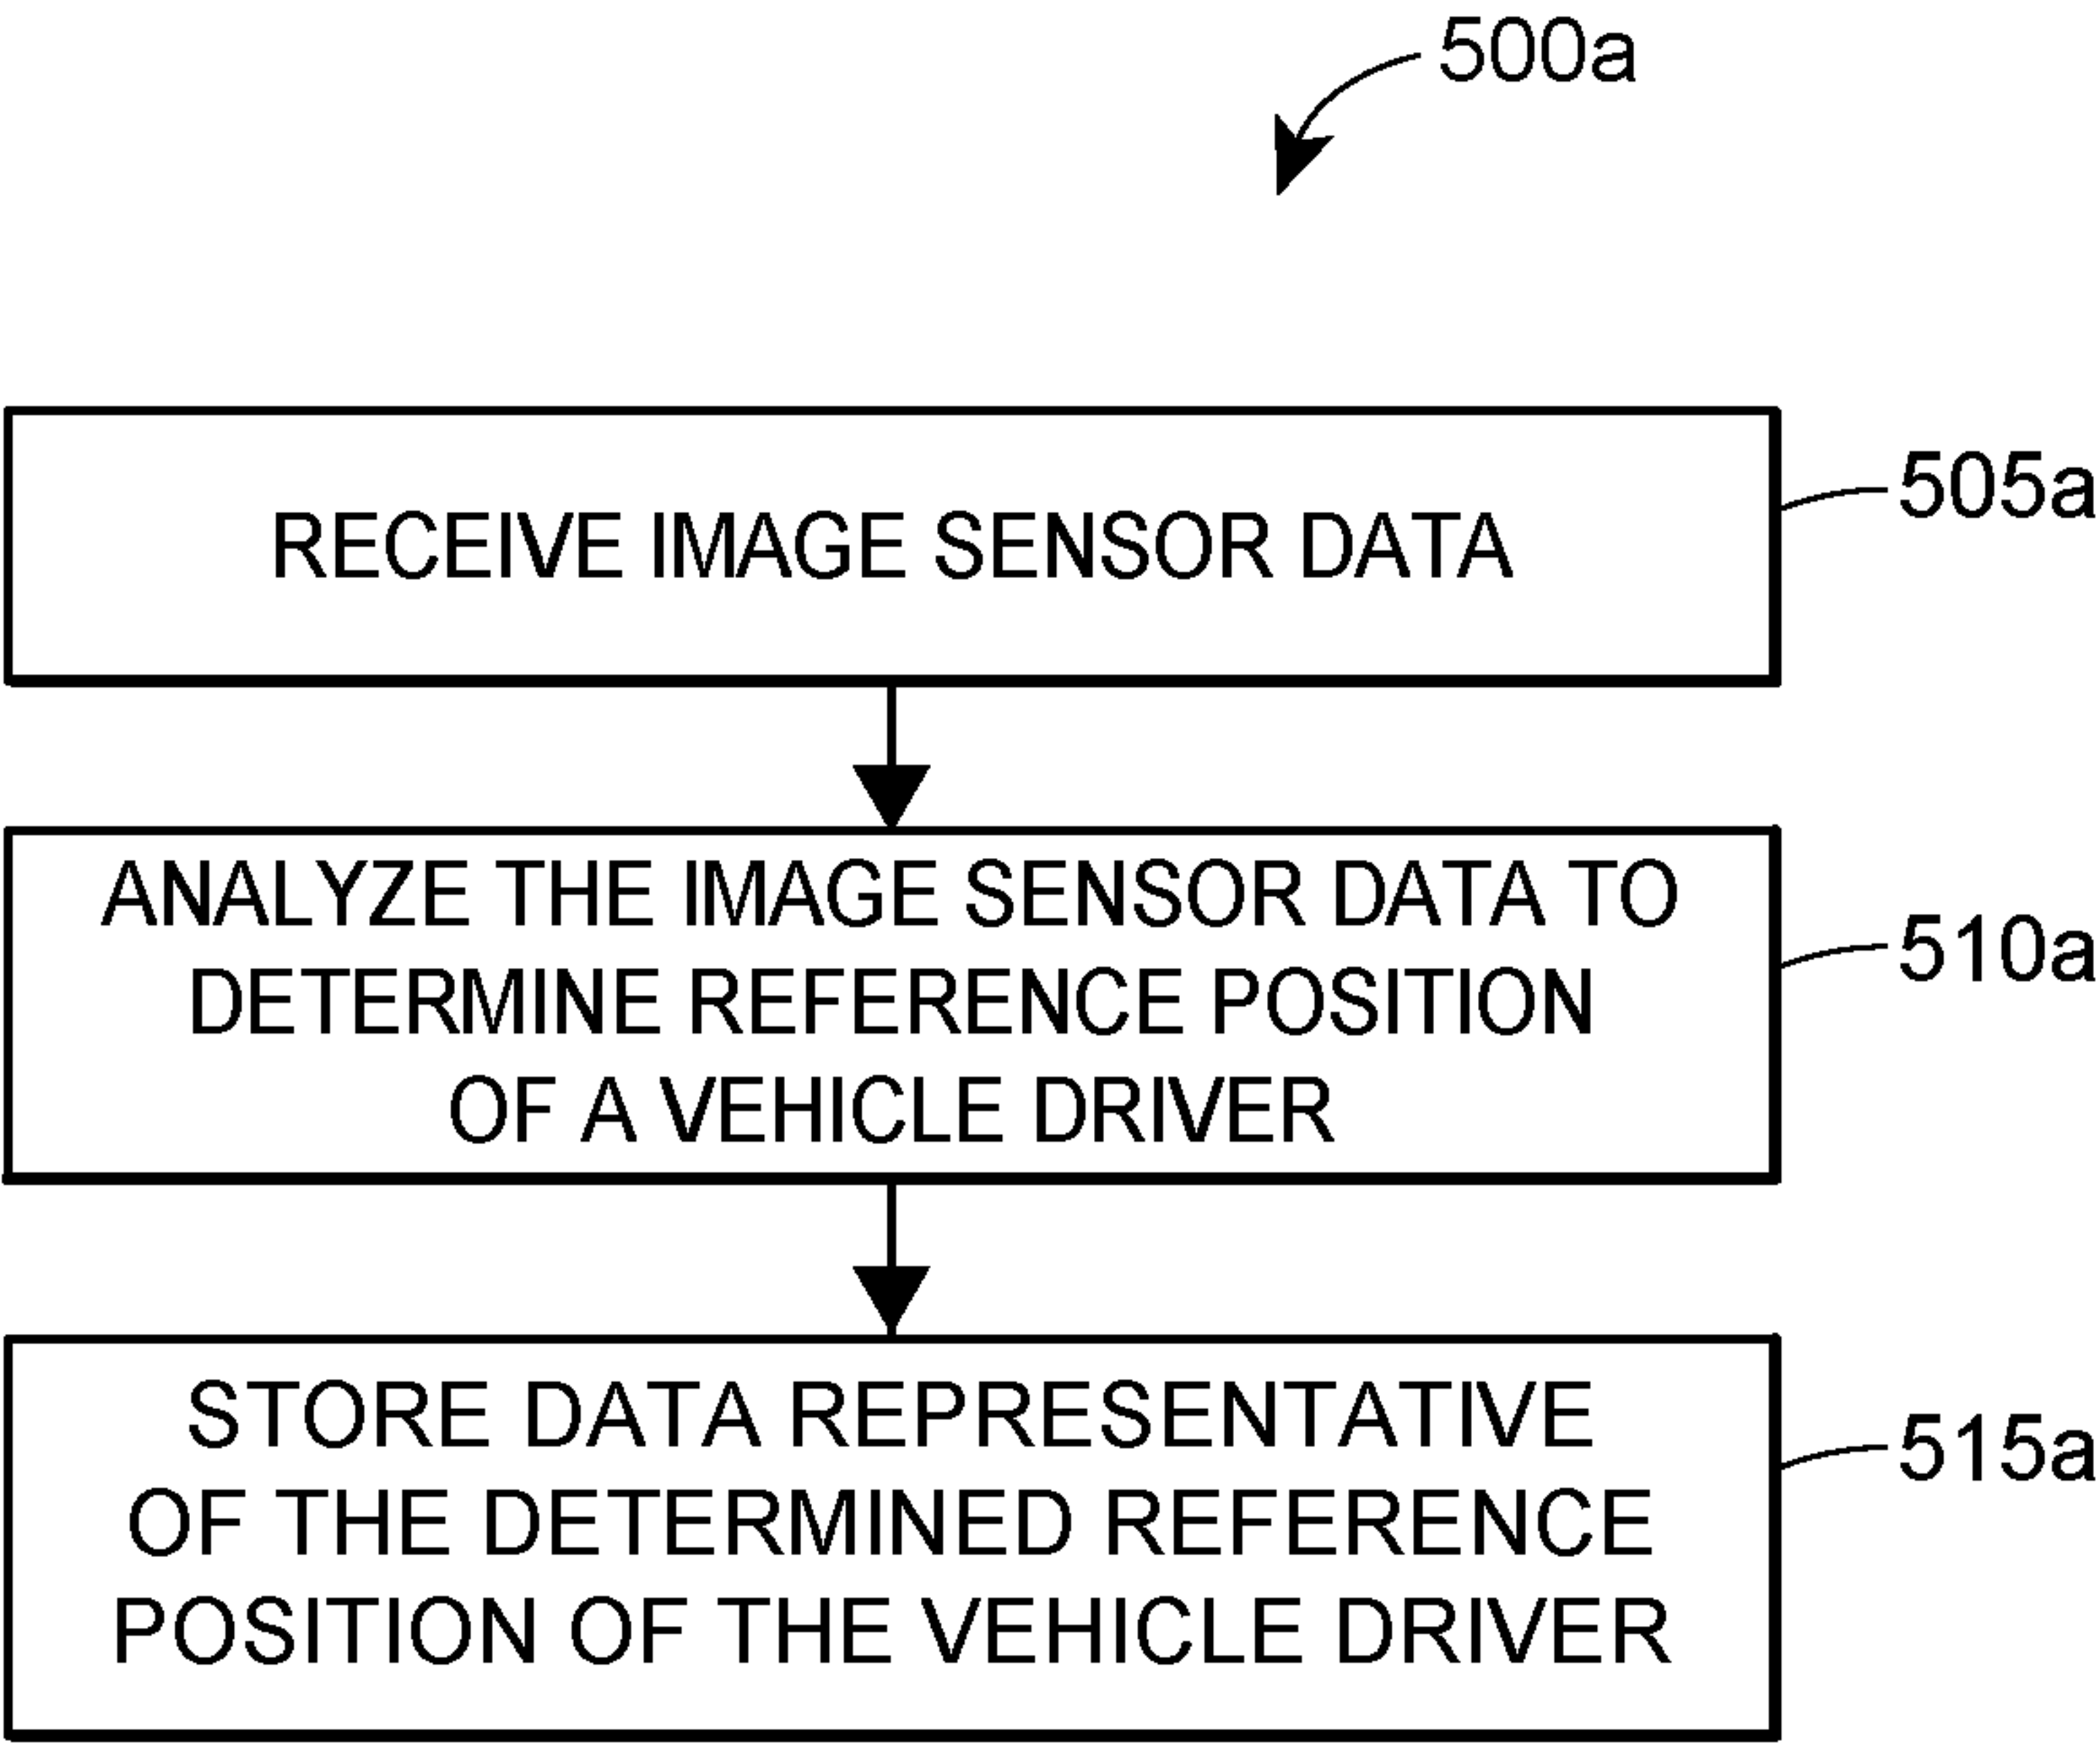 500a
RECEIVE IMAGE SENSOR DATA
505a
ANALYZE THE IMAGE SENSOR DATA TO
DETERMINE REFERENCE POSITION
OF A VEHICLE DRIVER
510a
STORE DATA REPRESENTATIVE
OF THE DETERMINED REFERENCE
POSITION OF THE VEHICLE DRIVER
515a